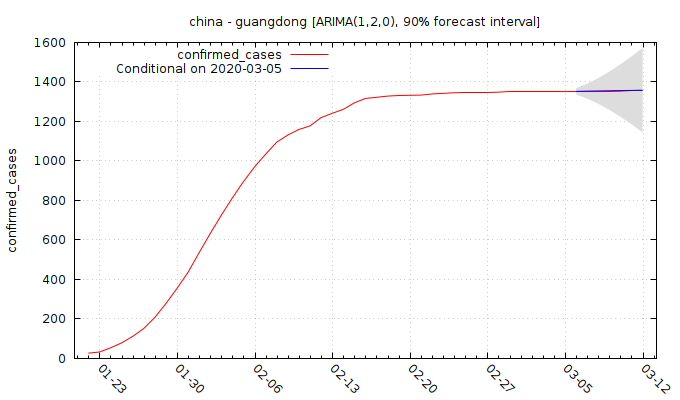 china - guangdong [ARIMA(1,2,0), 90% forecast interval]
confirmed_cases
Conditional on 2020-03-05
confirmed_cases
1600
1400
1200
1000
800
600
400
200
0
01-23 01-30 02-06 02-13 02-20 02-27 03-05 03-12